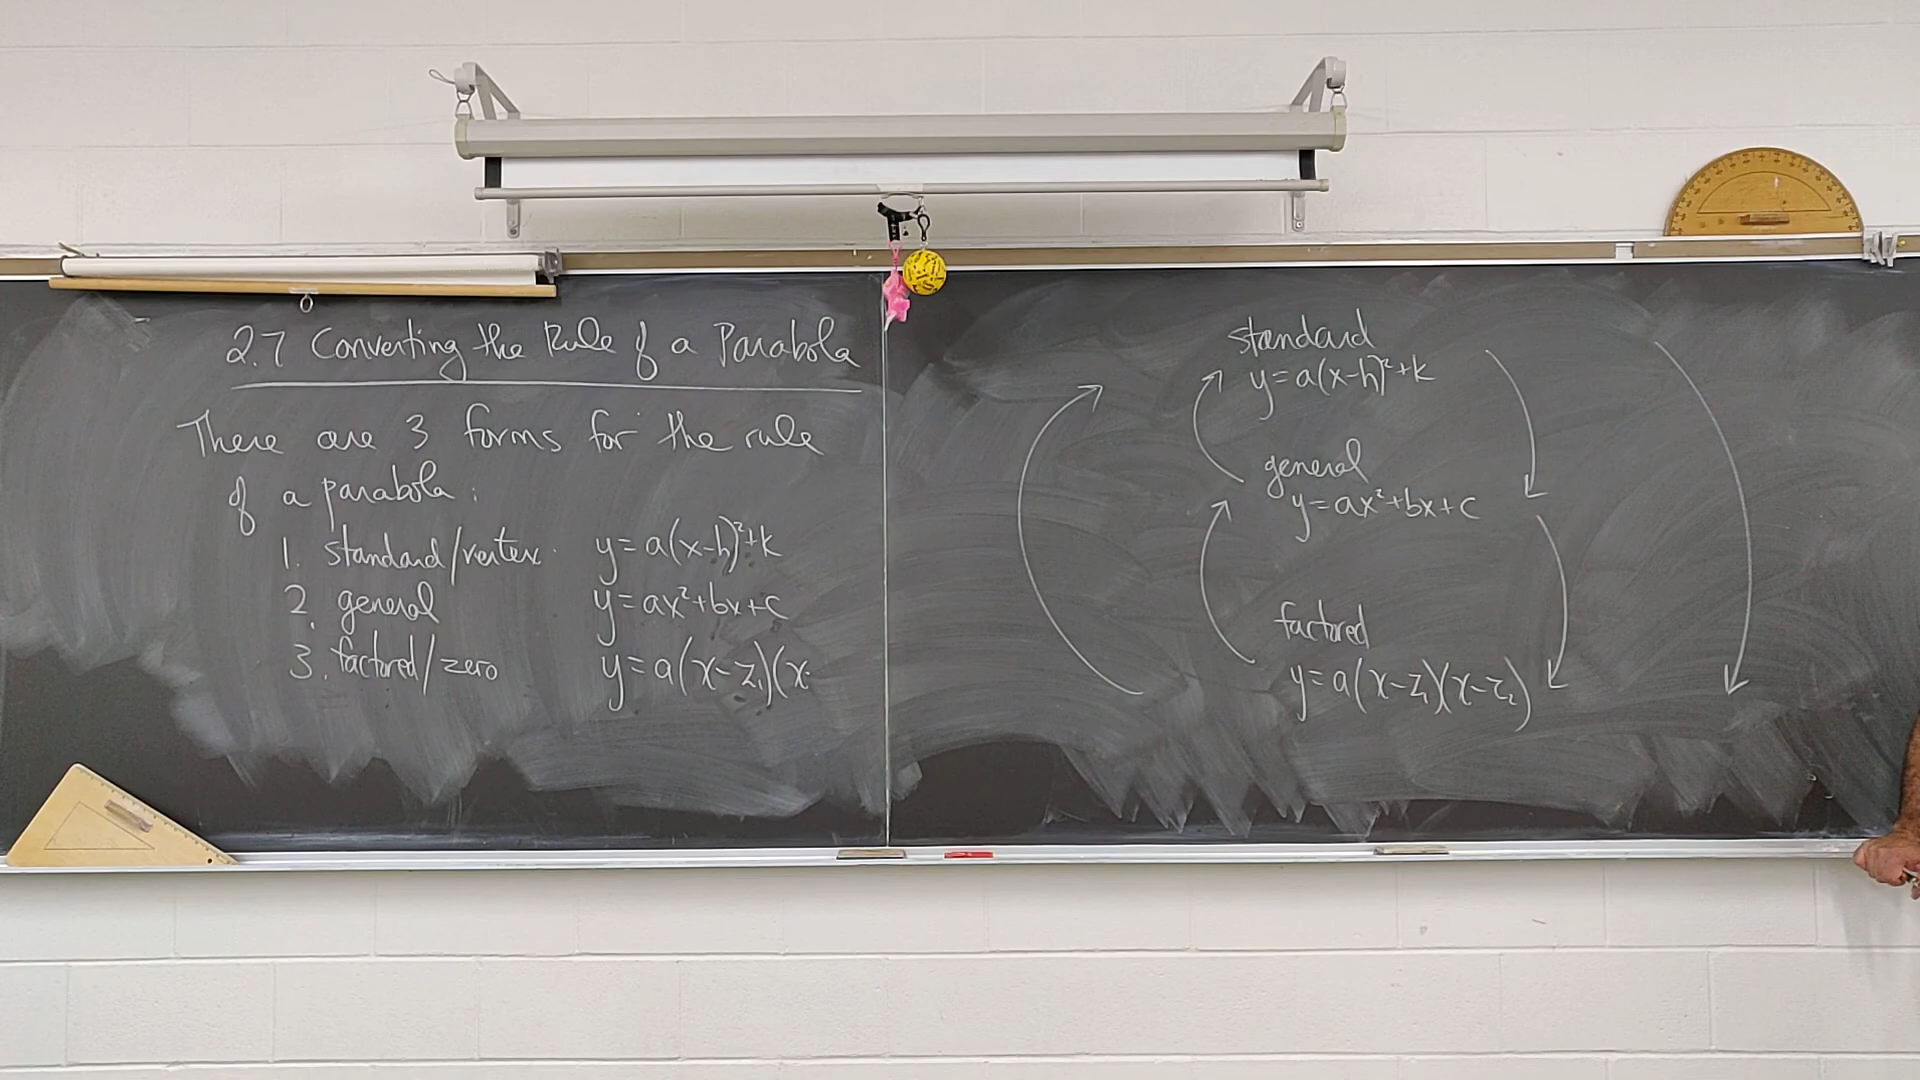 2.7 Converting the Rule of a Parabola
There are 3 forms for the rule
of a parabola:
1. standard/vertex y=a(x-h)²+k
2. general y=ax²+bx+c
3. factored/zero y=a(x-z₁)(x-
standard
y=a(x-h)²+k
general
y=ax²+bx+c
factored
y=a(x-z₁)(x-z₂)